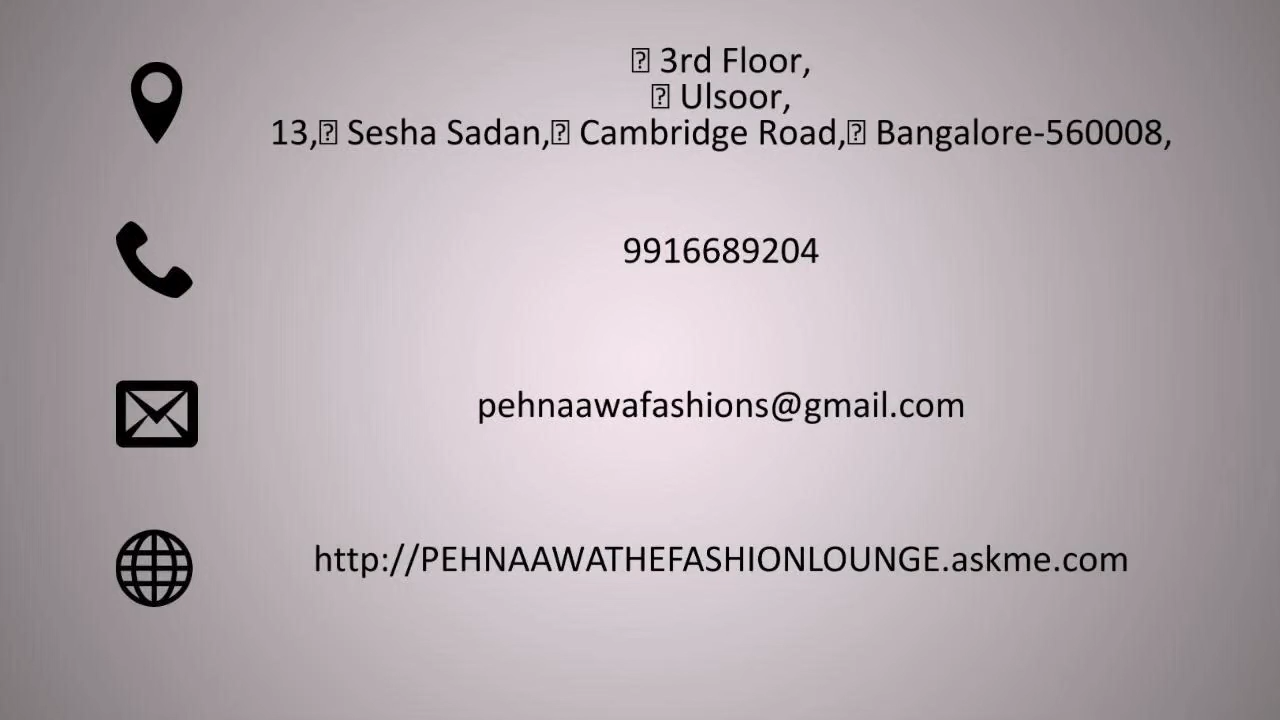 ⍰ 3rd Floor,
⍰ Ulsoor,
13,⍰ Sesha Sadan,⍰ Cambridge Road,⍰ Bangalore-560008,
9916689204
pehnaawafashions@gmail.com
http://PEHNAAWATHEFASHIONLOUNGE.askme.com